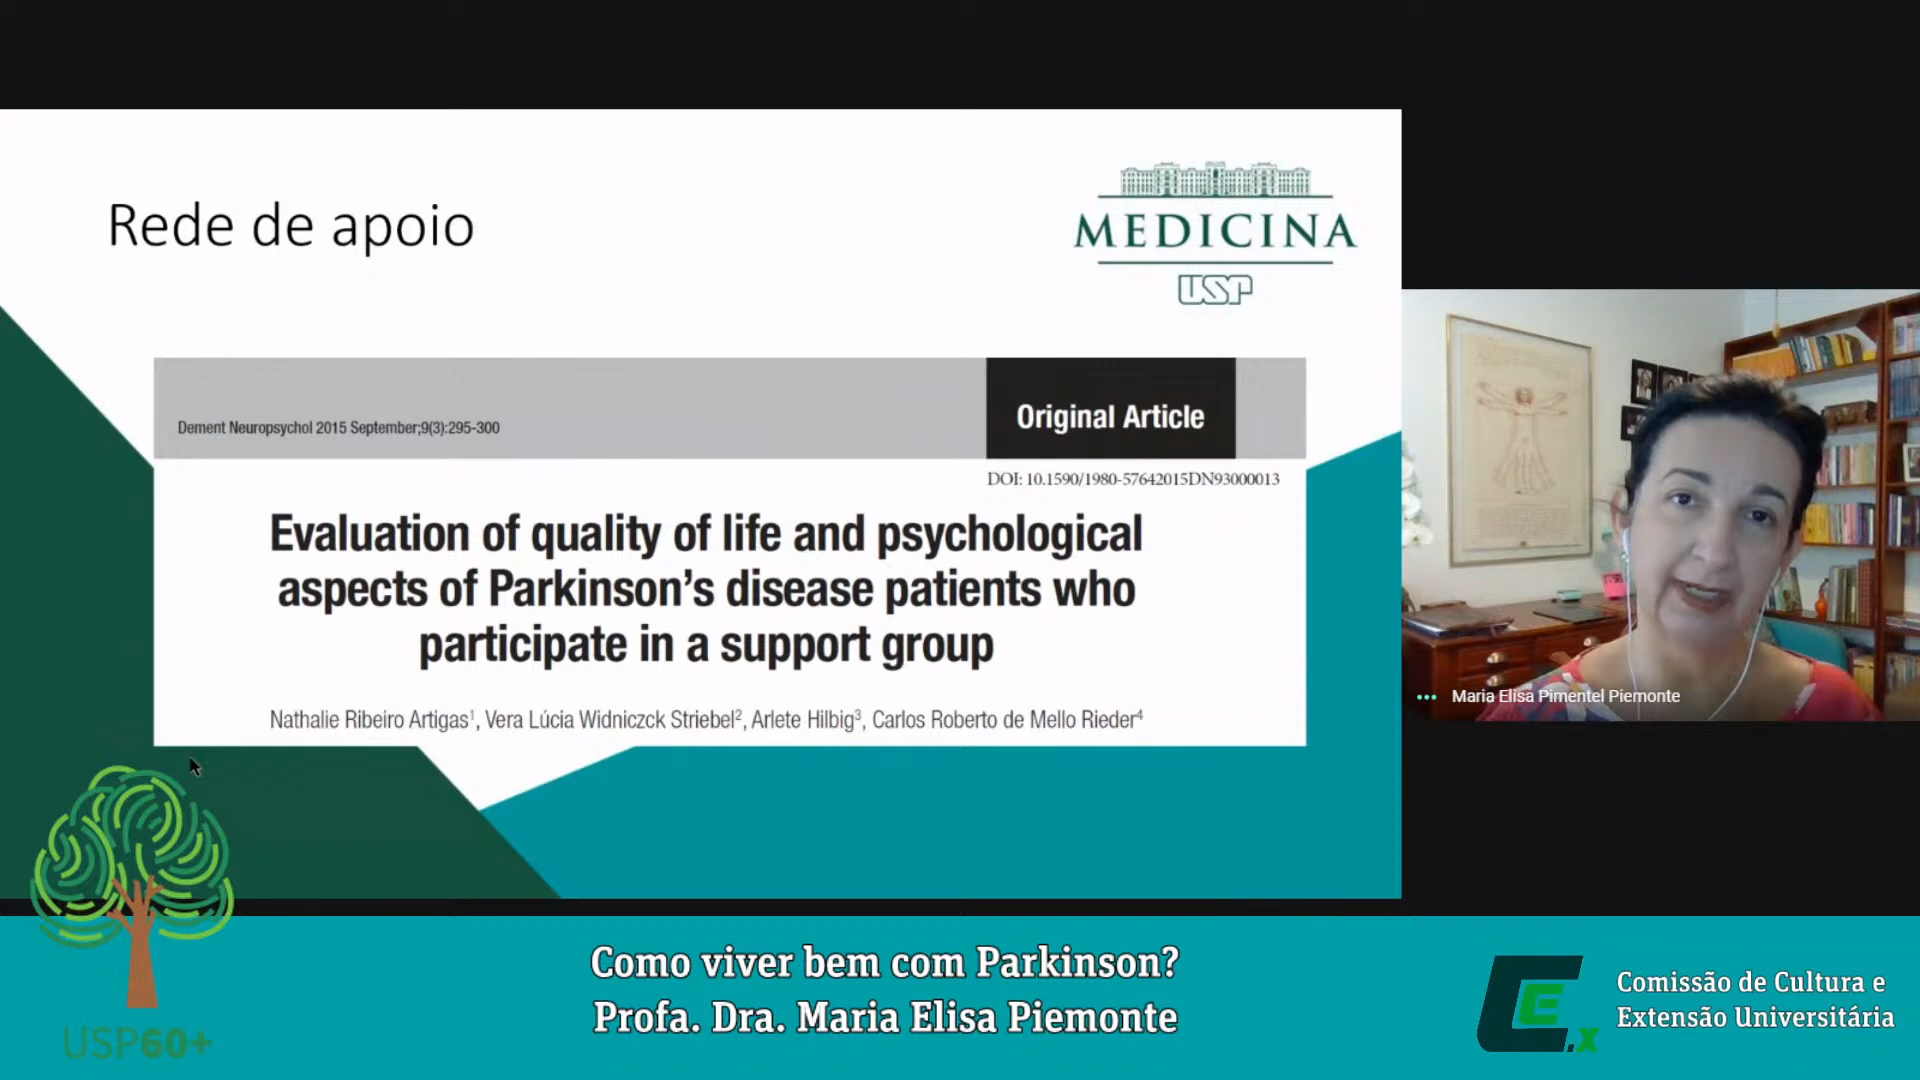 Rede de apoio
MEDICINA
USP
Dement Neuropsychol 2015 September;9(3):295-300
Original Article
DOI: 10.1590/1980-57642015DN93000013
Evaluation of quality of life and psychological
aspects of Parkinson's disease patients who
participate in a support group
Nathalie Ribeiro Artigas¹, Vera Lúcia Widniczck Striebel², Arlete Hilbig³, Carlos Roberto de Mello Rieder⁴
Maria Elisa Pimentel Piemonte
USP60+
Como viver bem com Parkinson?
Profa. Dra. Maria Elisa Piemonte
CEx
Comissão de Cultura e
Extensão Universitária